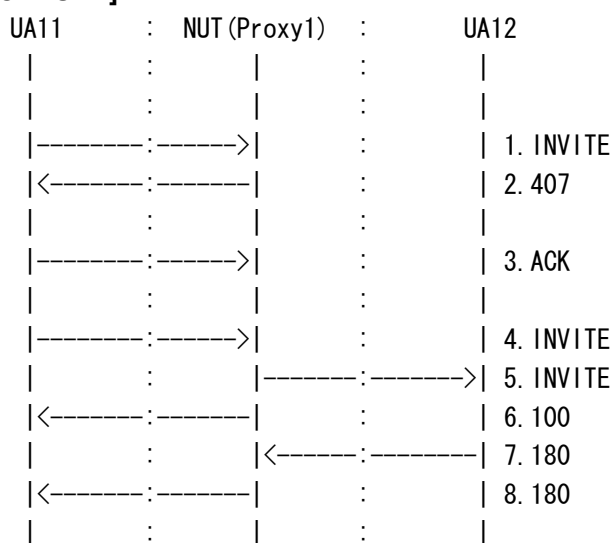 UA11 : NUT(Proxy1) : UA12
| : | : |
| : | : |
|--------:------>| : | 1. INVITE
|<-------:-------| : | 2. 407
| : | : |
|--------:------>| : | 3. ACK
| : | : |
|--------:------>| : | 4. INVITE
| : |------:------->| 5. INVITE
|<-------:-------| : | 6. 100
| : |<-----:--------| 7. 180
|<-------:-------| : | 8. 180
| : | : |